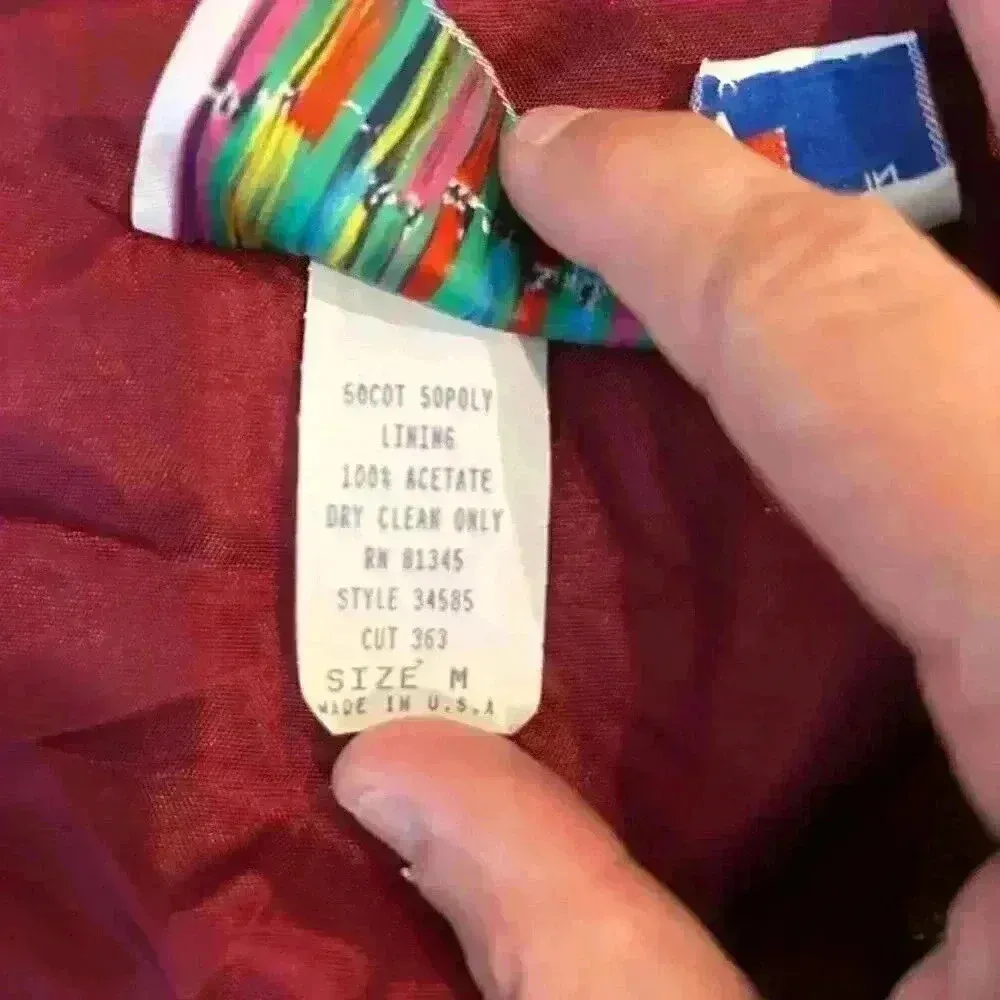 50COT 50POLY
LINING
100% ACETATE
DRY CLEAN ONLY
RN 81345
STYLE 34585
CUT 363
SIZE M
MADE IN U.S.A